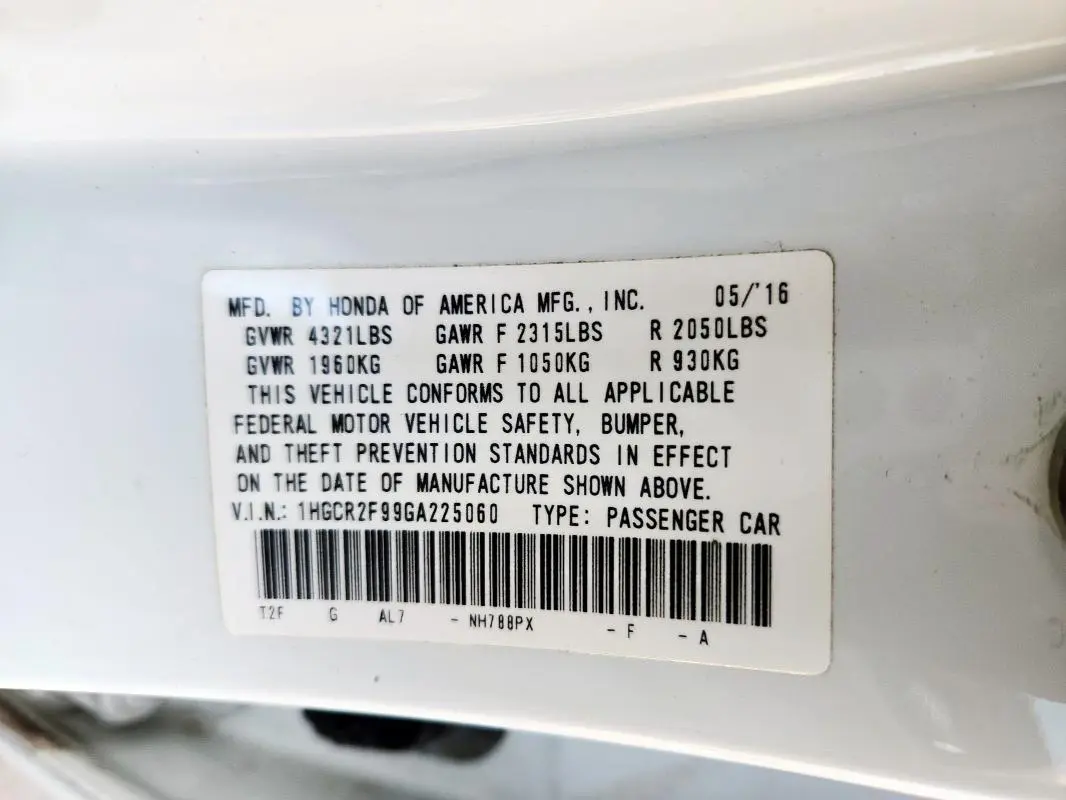 MFD. BY HONDA OF AMERICA MFG., INC. 05/'16
GVWR 4321LBS GAWR F 2315LBS R 2050LBS
GVWR 1960KG GAWR F 1050KG R 930KG
THIS VEHICLE CONFORMS TO ALL APPLICABLE
FEDERAL MOTOR VEHICLE SAFETY, BUMPER,
AND THEFT PREVENTION STANDARDS IN EFFECT
ON THE DATE OF MANUFACTURE SHOWN ABOVE.
V.I.N.: 1HGCR2F99GA225060 TYPE: PASSENGER CAR
T2F G AL7 - NH788PX - F - A